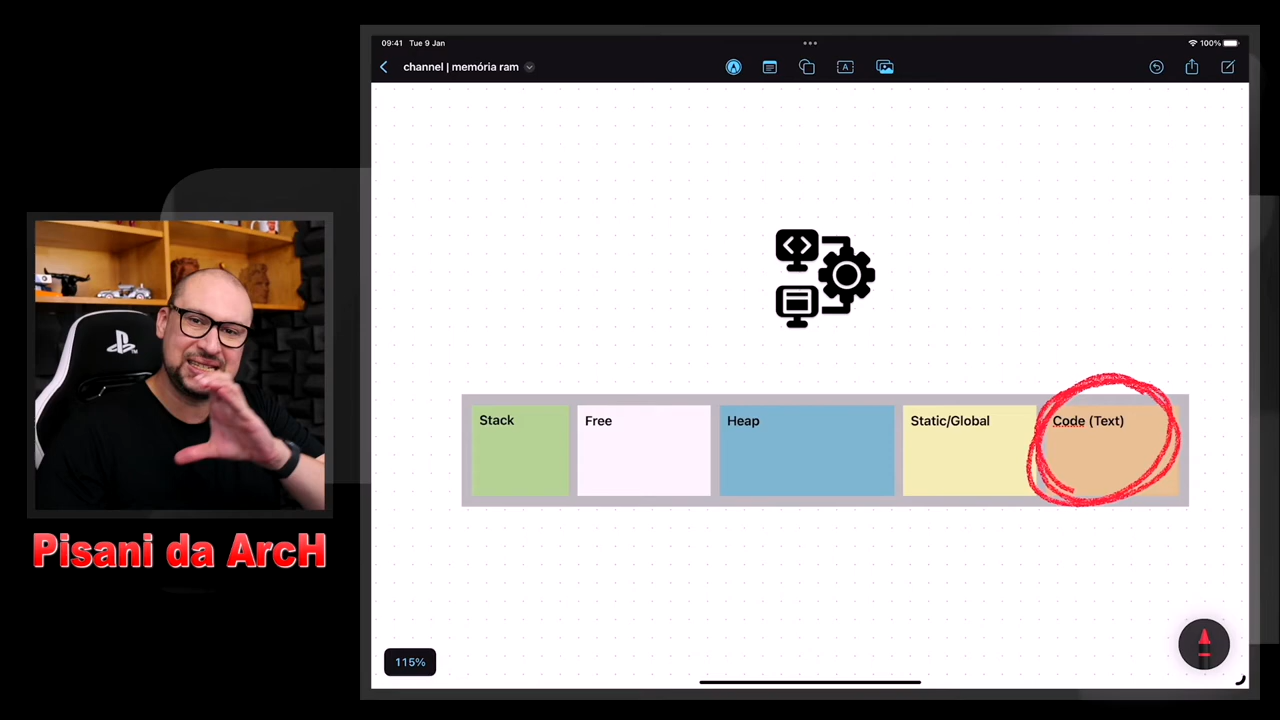 09:41 Tue 9 Jan
100%
channel | memória ram
A
Stack
Free
Heap
Static/Global
Code (Text)
Pisani da ArcH
115%